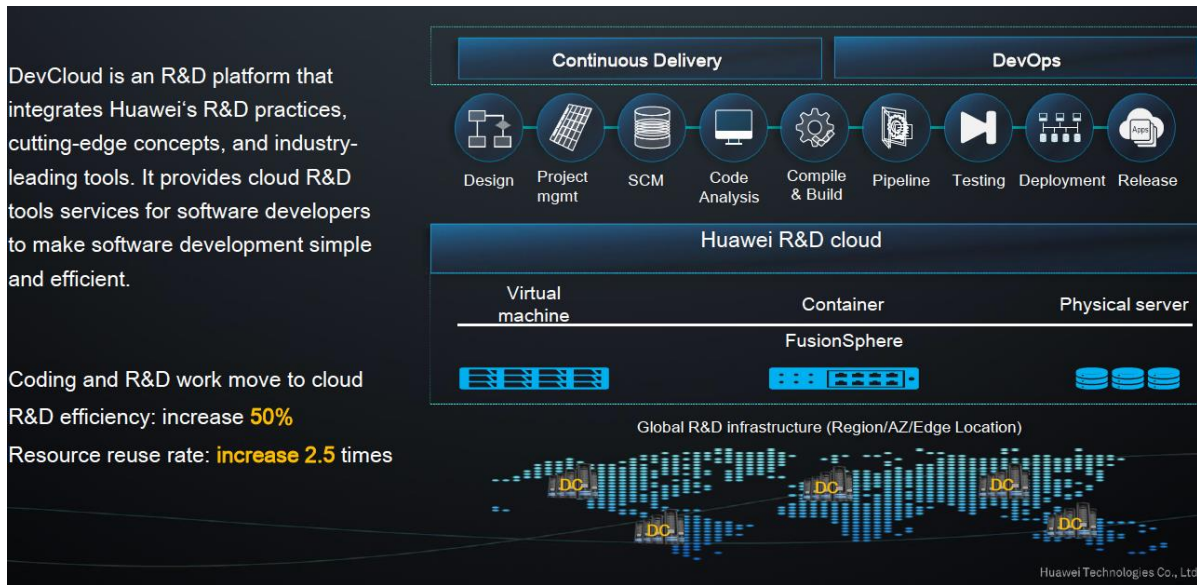 DevCloud is an R&D platform that
integrates Huawei‘s R&D practices,
cutting-edge concepts, and industry-
leading tools. It provides cloud R&D
tools services for software developers
to make software development simple
and efficient.
Coding and R&D work move to cloud
R&D efficiency: increase 50%
Resource reuse rate: increase 2.5 times
Continuous Delivery
DevOps
Apps
Design
Project
mgmt
SCM
Code
Analysis
Compile
& Build
Pipeline
Testing
Deployment
Release
Huawei R&D cloud
Virtual
machine
Container
Physical server
FusionSphere
Global R&D infrastructure (Region/AZ/Edge Location)
DC
DC
DC
DC
DC
Huawei Technologies Co., Ltd